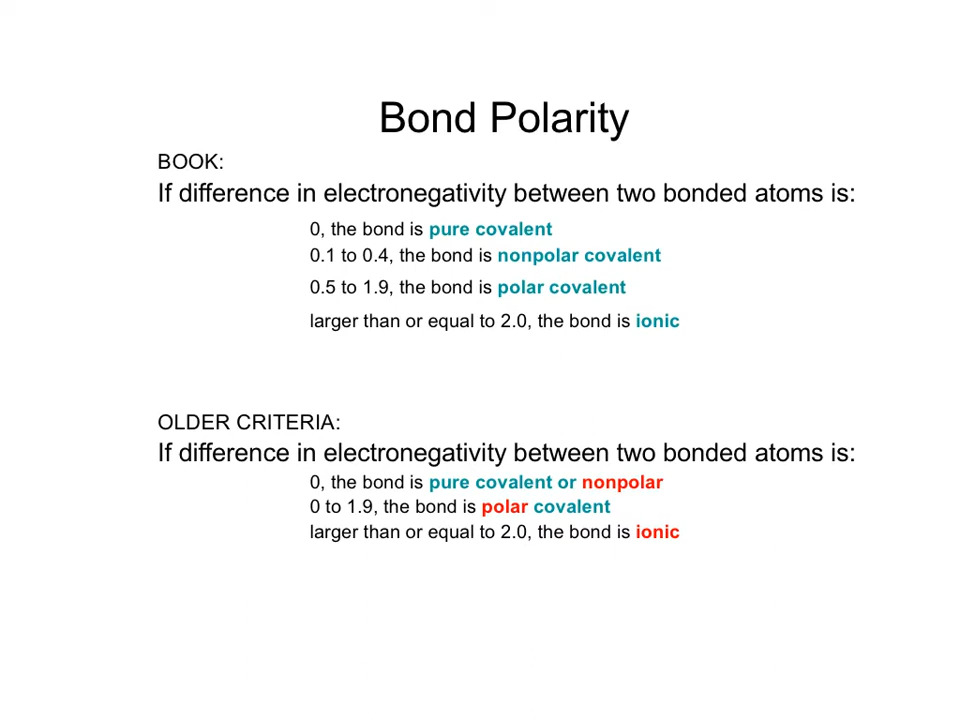 Bond Polarity
BOOK:
If difference in electronegativity between two bonded atoms is:
0, the bond is pure covalent
0.1 to 0.4, the bond is nonpolar covalent
0.5 to 1.9, the bond is polar covalent
larger than or equal to 2.0, the bond is ionic
OLDER CRITERIA:
If difference in electronegativity between two bonded atoms is:
0, the bond is pure covalent or nonpolar
0 to 1.9, the bond is polar covalent
larger than or equal to 2.0, the bond is ionic